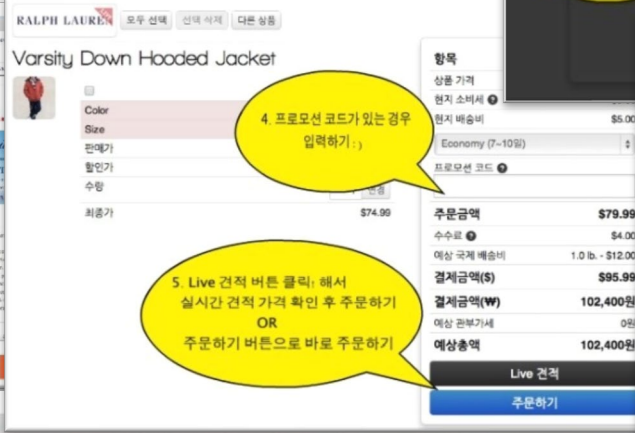 RALPH LAUREN
모두 선택
선택 삭제
다른 상품
Varsity Down Hooded Jacket
Color
Size
판매가
할인가
수량
최종가 $74.99
4. 프로모션 코드가 있는 경우
입력하기 : )
5. Live 견적 버튼 클릭! 해서
실시간 견적 가격 확인 후 주문하기
OR
주문하기 버튼으로 바로 주문하기
항목
상품 가격
현지 소비세
현지 배송비 $5.00
Economy (7~10일)
프로모션 코드
주문금액 $79.99
수수료 $4.00
예상 국제 배송비 1.0 lb. - $12.00
결제금액($) $95.99
결제금액(₩) 102,400원
예상 관부가세 0원
예상총액 102,400원
Live 견적
주문하기